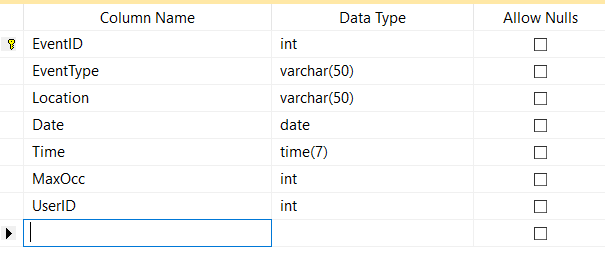 Column Name Data Type Allow Nulls
EventID int
EventType varchar(50)
Location varchar(50)
Date date
Time time(7)
MaxOcc int
UserID int